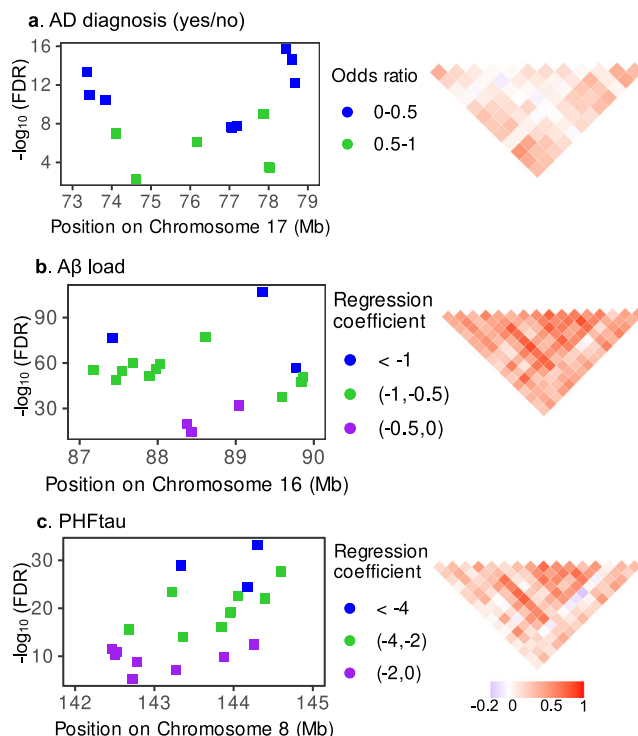 a. AD diagnosis (yes/no)
-log10 (FDR)
16
12
8
4
73 74 75 76 77 78 79
Position on Chromosome 17 (Mb)
Odds ratio
0-0.5
0.5-1
b. Aβ load
-log10 (FDR)
90
60
30
87 88 89 90
Position on Chromosome 16 (Mb)
Regression
coefficient
< -1
(-1,-0.5)
(-0.5,0)
c. PHFtau
-log10 (FDR)
30
20
10
142 143 144 145
Position on Chromosome 8 (Mb)
Regression
coefficient
< -4
(-4,-2)
(-2,0)
-0.2 0 0.5 1